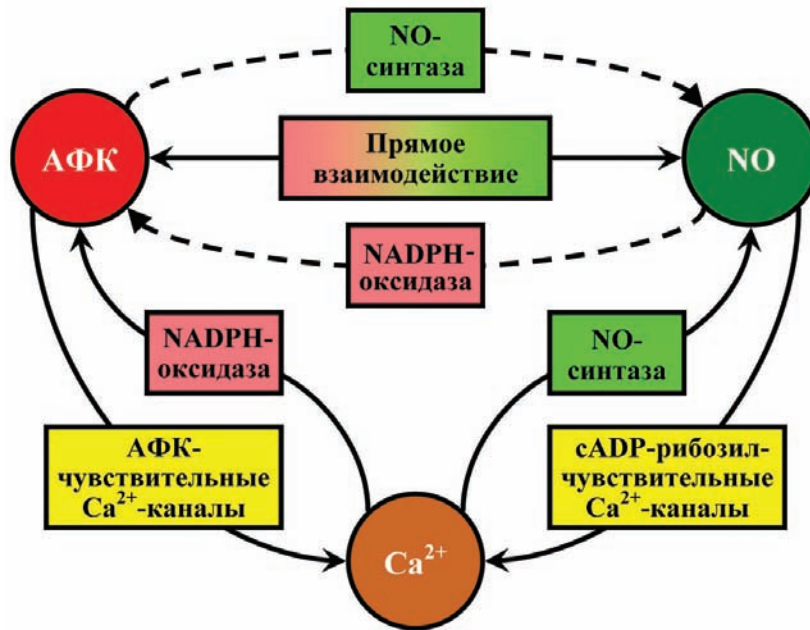 NO-
синтаза
АФК
Прямое
взаимодействие
NO
NADPH-
оксидаза
NADPH-
оксидаза
NO-
синтаза
АФК-
чувствительные
Ca²⁺-каналы
cADP-рибозил-
чувствительные
Ca²⁺-каналы
Ca²⁺